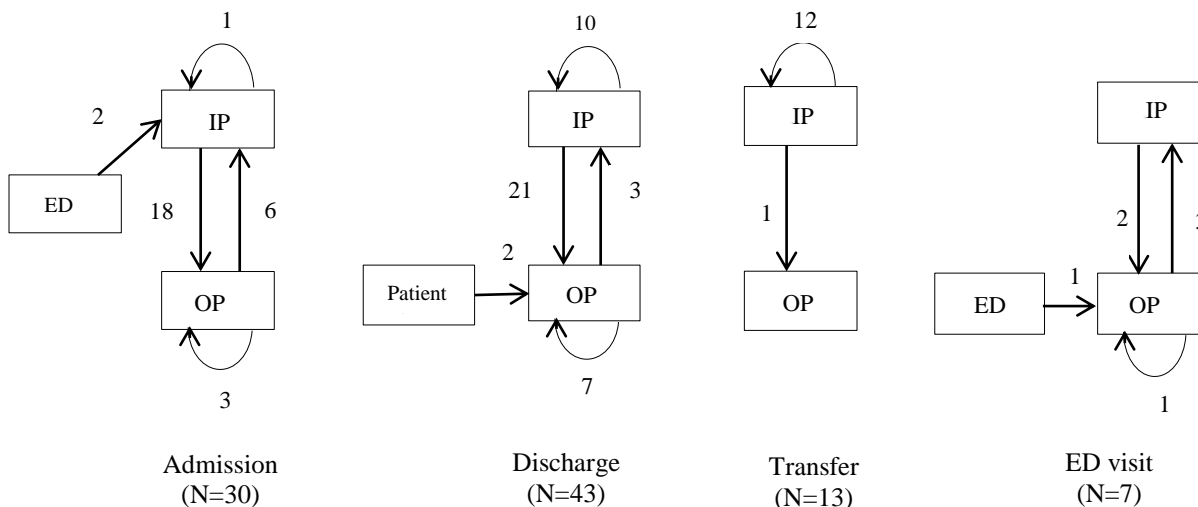 1
2
IP
ED
18
6
OP
3
Admission
(N=30)
10
IP
21
3
2
Patient
OP
7
Discharge
(N=43)
12
IP
1
OP
Transfer
(N=13)
IP
2
1
ED
OP
1
ED visit
(N=7)